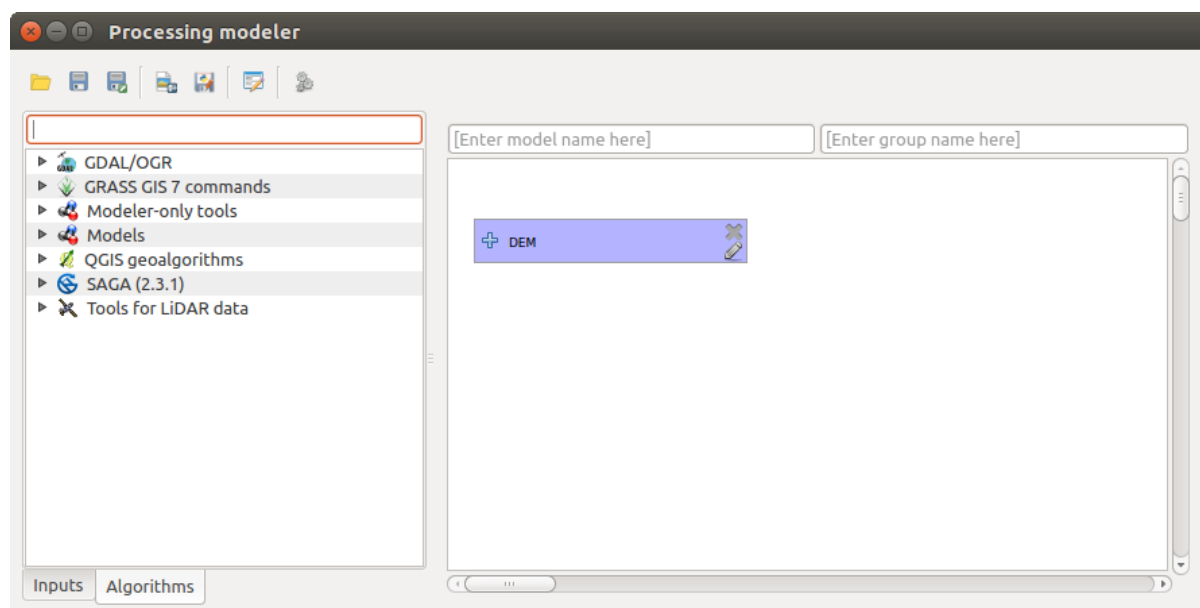 Processing modeler
[Enter model name here]
[Enter group name here]
GDAL/OGR
GRASS GIS 7 commands
Modeler-only tools
Models
QGIS geoalgorithms
SAGA (2.3.1)
Tools for LiDAR data
DEM
Inputs
Algorithms